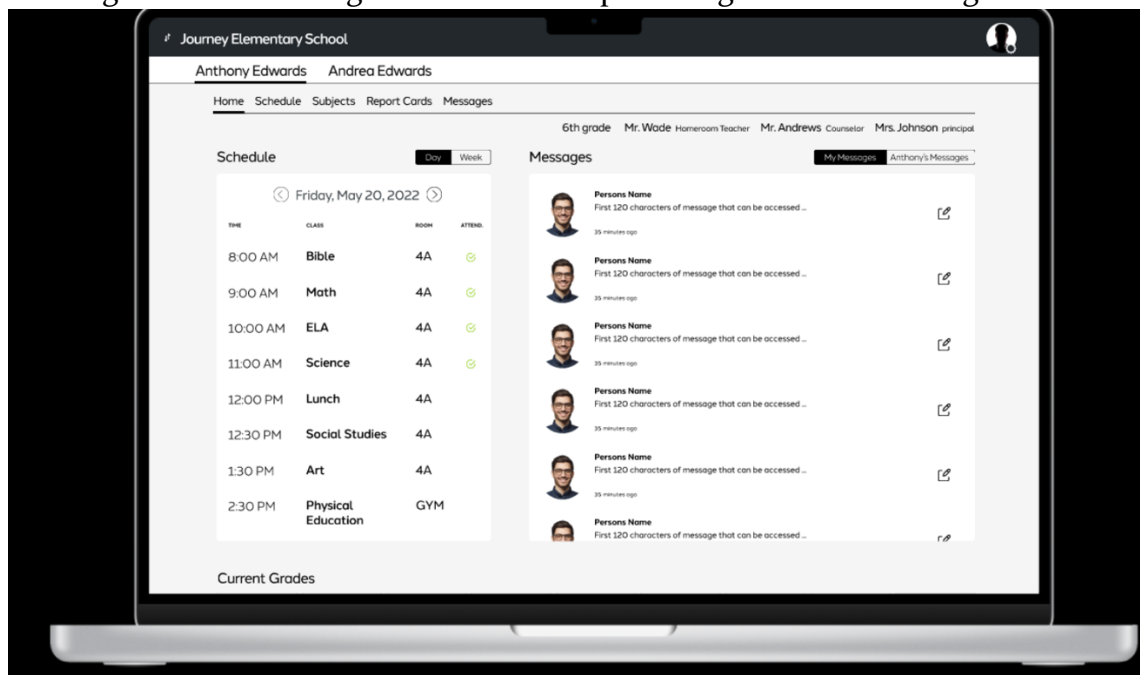 Journey Elementary School
Anthony Edwards Andrea Edwards
Home Schedule Subjects Report Cards Messages
6th grade Mr. Wade Homeroom Teacher Mr. Andrews Counselor Mrs. Johnson principal
Schedule Day Week
Friday, May 20, 2022
TIME CLASS ROOM ATTEND.
8:00 AM Bible 4A
9:00 AM Math 4A
10:00 AM ELA 4A
11:00 AM Science 4A
12:00 PM Lunch 4A
12:30 PM Social Studies 4A
1:30 PM Art 4A
2:30 PM Physical Education GYM
Messages My Messages Anthony's Messages
Persons Name
First 120 characters of message that can be accessed ...
35 minutes ago
Persons Name
First 120 characters of message that can be accessed ...
35 minutes ago
Persons Name
First 120 characters of message that can be accessed ...
35 minutes ago
Persons Name
First 120 characters of message that can be accessed ...
35 minutes ago
Persons Name
First 120 characters of message that can be accessed ...
35 minutes ago
Persons Name
First 120 characters of message that can be accessed ...
Current Grades